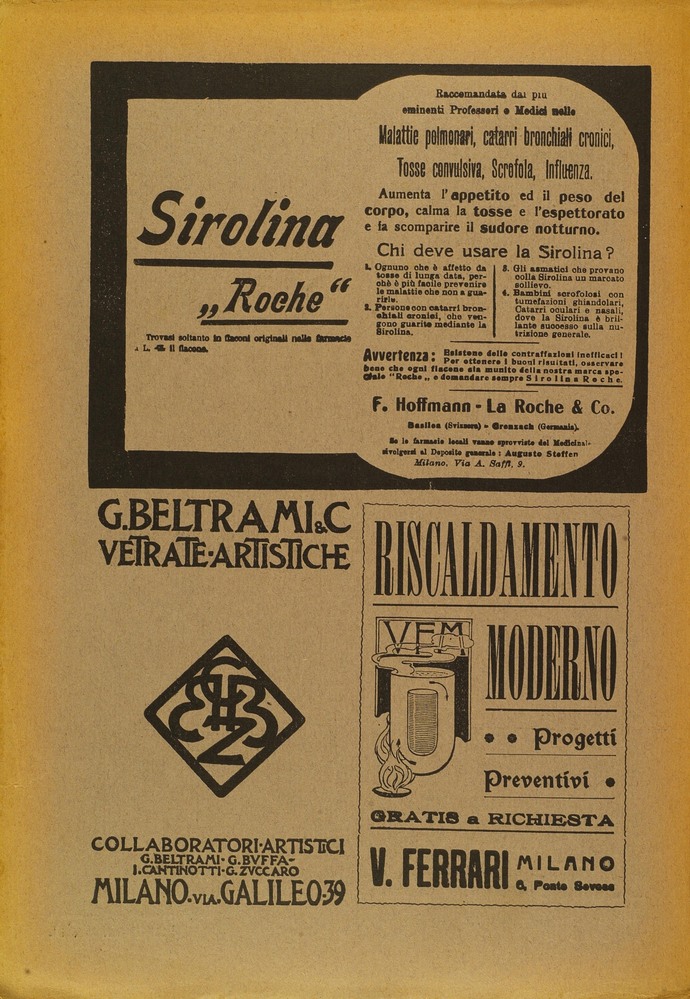 Sirolina
„Roche“
Trovasi soltanto in flaconi originali nelle farmacie
a L. 4 il flacone.
Raccomandata dai più
eminenti Professori e Medici nelle
Malattie polmonari, catarri bronchiali cronici,
Tosse convulsiva, Scrofola, Influenza.
Aumenta l'appetito ed il peso del
corpo, calma la tosse e l'espettorato
e fa scomparire il sudore notturno.
Chi deve usare la Sirolina?
1. Ognuno che è affetto da
tosse di lunga data, per-
chè è più facile prevenire
le malattie che non a gua-
rirle.
2. Persone con catarri bron-
chiali cronici, che ven-
gono guarite mediante la
Sirolina.
3. Gli asmatici che provano
colla Sirolina un marcato
sollievo.
4. Bambini scrofolosi con
tumefazioni ghiandolari,
Catarri oculari e nasali,
dove la Sirolina è bril-
lante successo sulla nu-
trizione generale.
Avvertenza: Esistono delle contraffazioni inefficaci!
Per ottenere i buoni risultati, osservare
bene che ogni flacone sia munito della nostra marca spe-
ciale "Roche„ e domandare sempre Sirolina Roche.
F. Hoffmann - La Roche & Co.
Basilea (Svizzera) - Grenzach (Germania).
Se le farmacie locali vanno sprovviste del Medicinal-
rivolgersi al Deposito generale: Augusto Steffen
Milano. Via A. Saffi, 9.
G.BELTRAMI & C
VETRATE·ARTISTICHE
COLLABORATORI·ARTISTICI
G.BELTRAMI·G.BVFFA-
I.CANTINOTTI·G.ZVCCARO
MILANO·VIA·GALILEO·39
RISCALDAMENTO
VFM
MODERNO
Progetti
Preventivi
GRATIS a RICHIESTA
V. FERRARI MILANO
6, Ponte Seveso